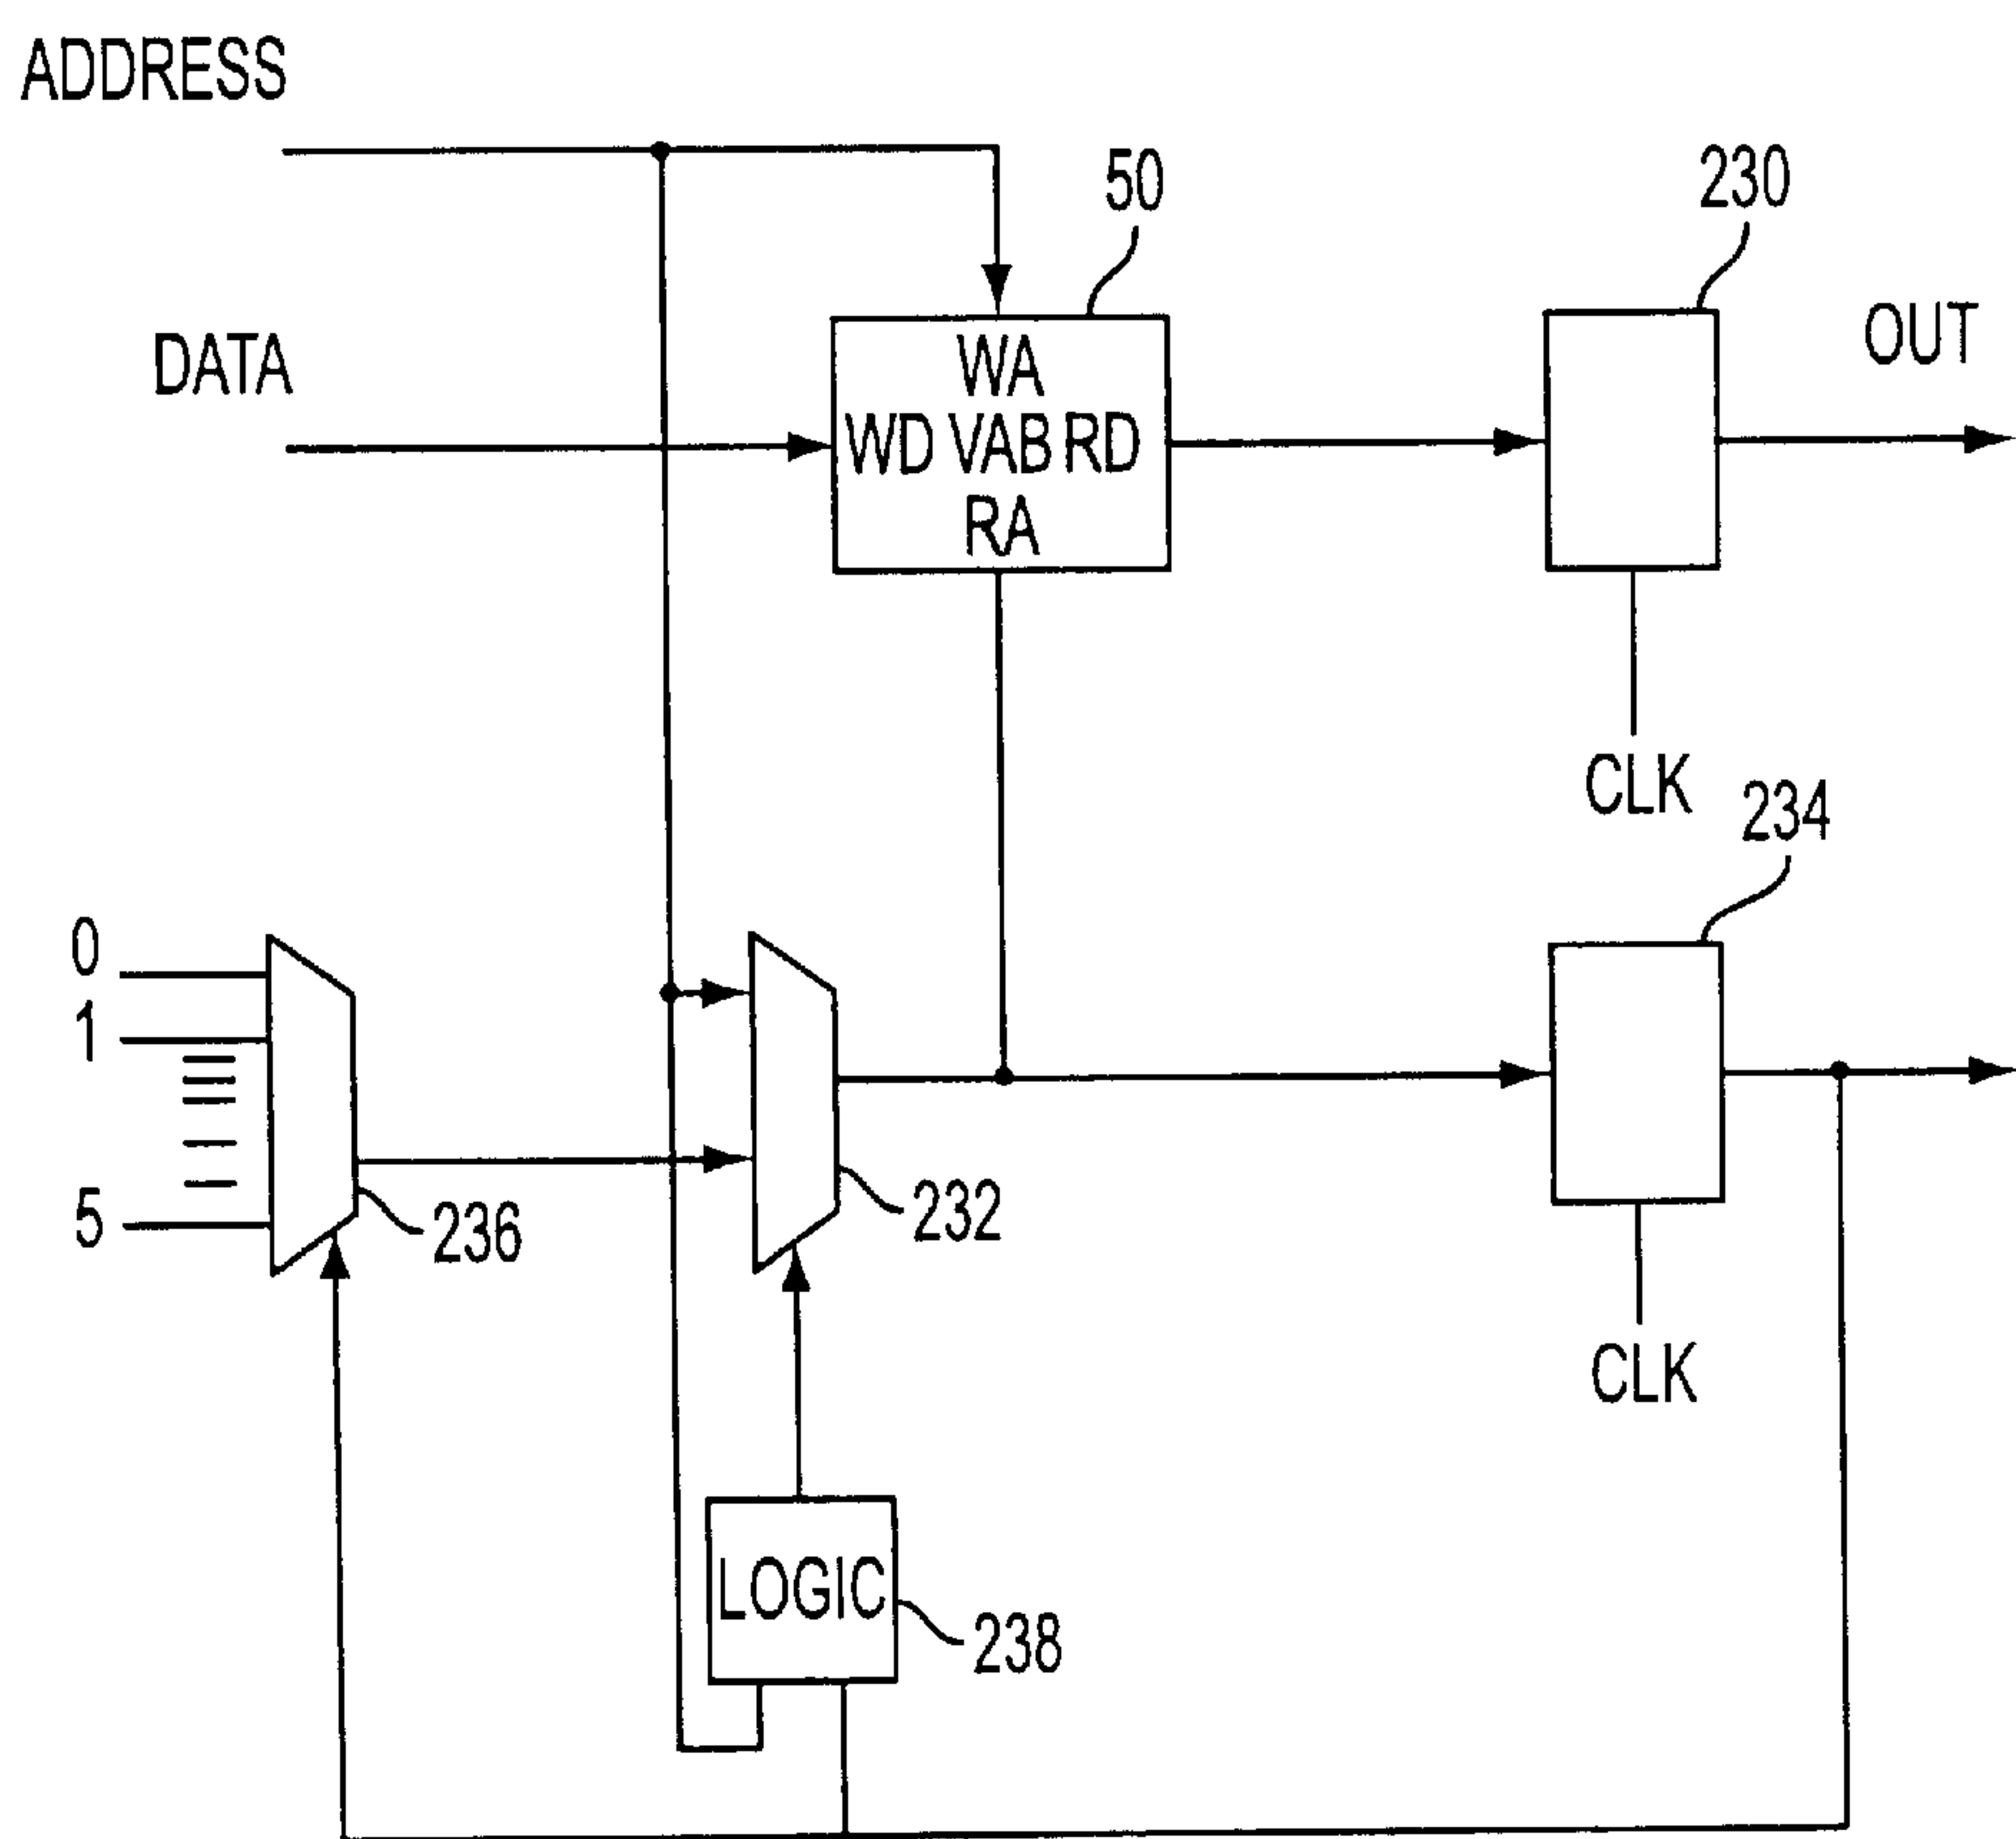 ADDRESS
50
230
DATA
OUT
WA
WD VAB RD
RA
CLK
234
0
1
5
236
232
CLK
LOGIC
238